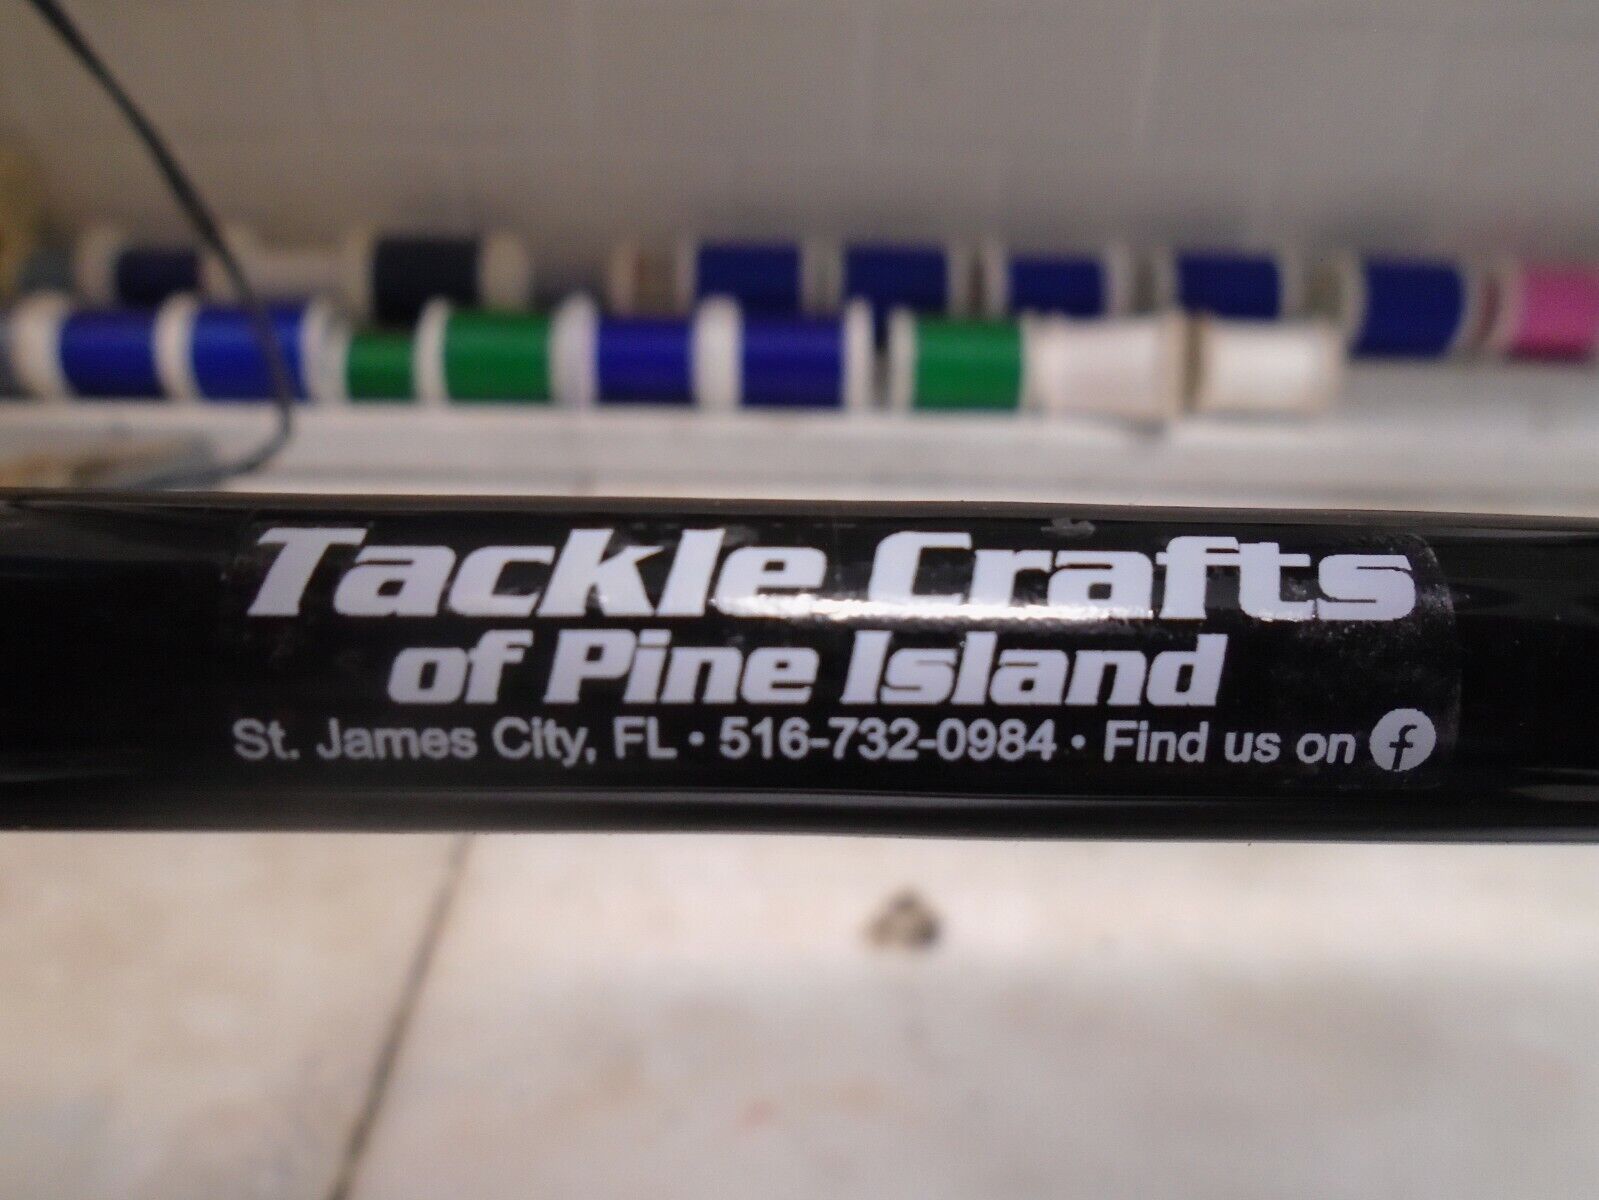 Tackle Crafts
of Pine Island
St. James City, FL • 516-732-0984 • Find us on f